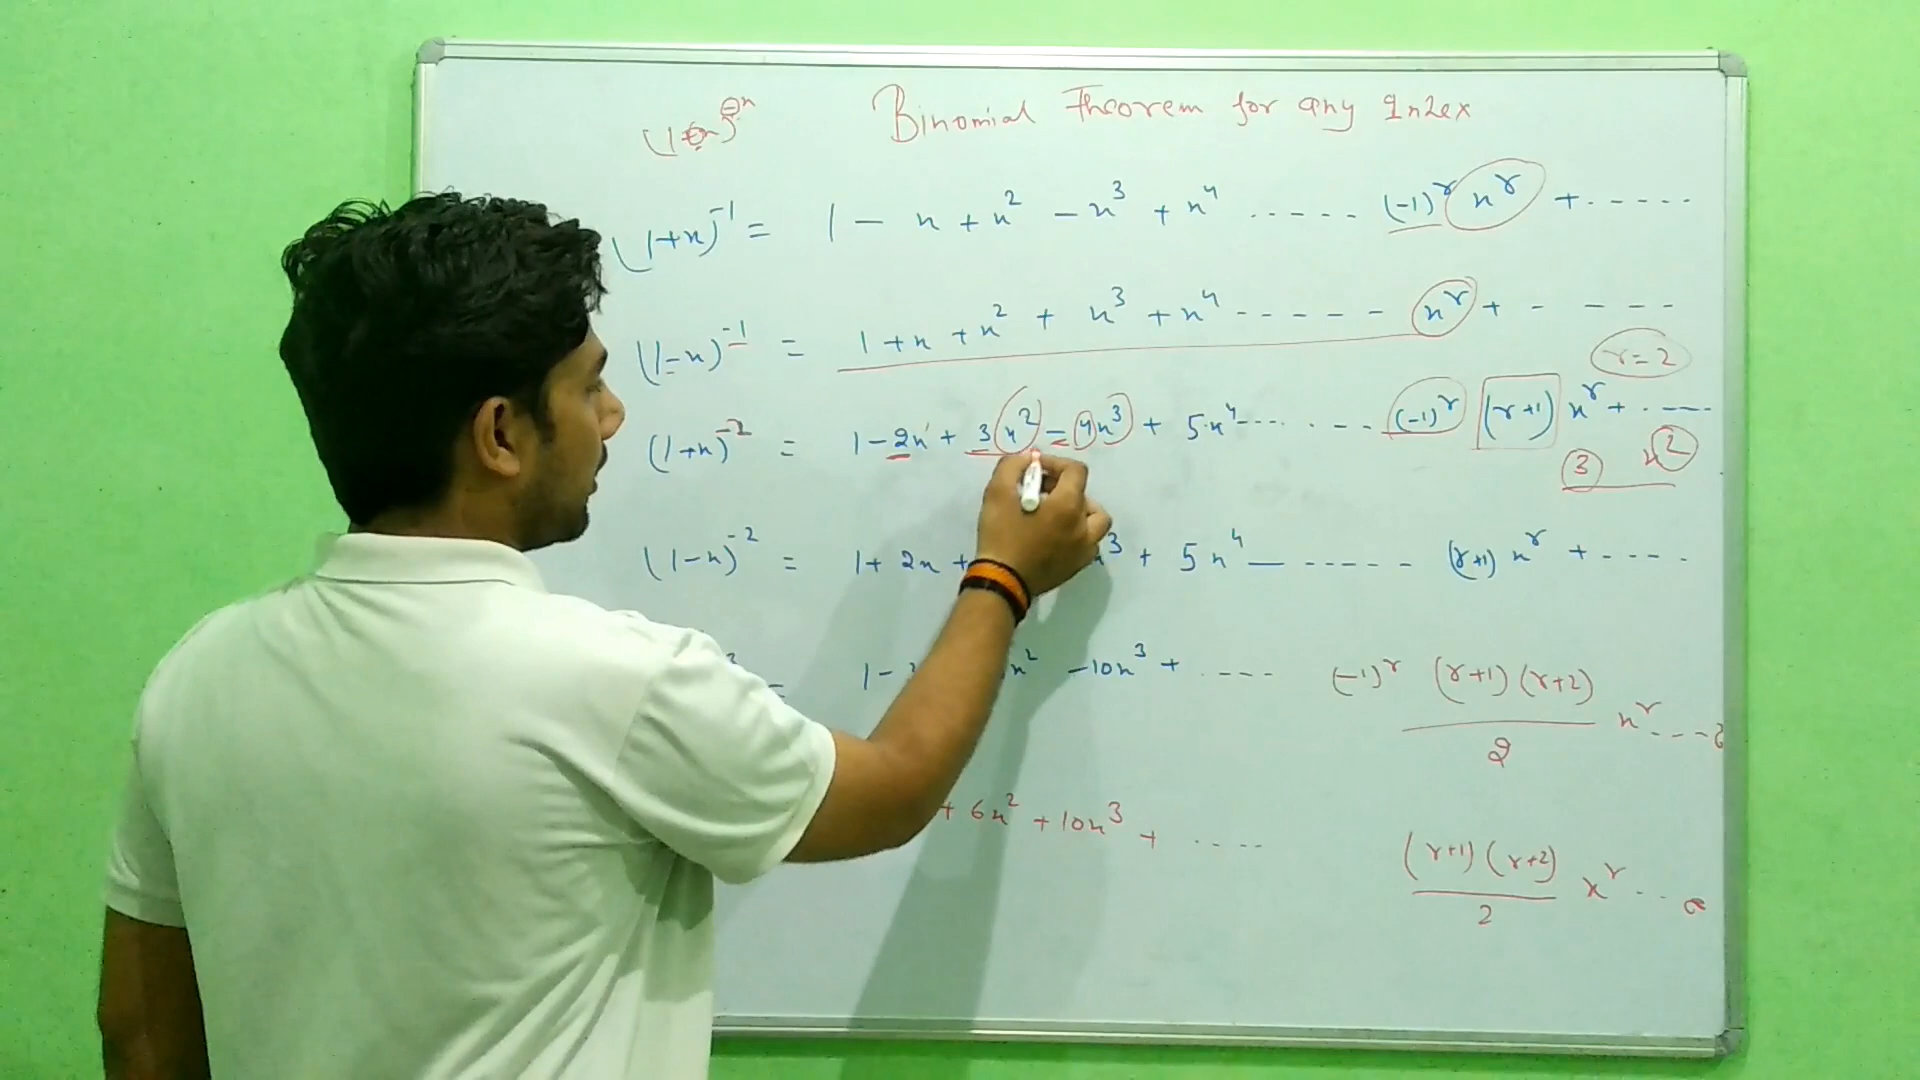 (1-x)^-n Binomial Theorem for any Index
(1+x)^-1 = 1 - x + x^2 - x^3 + x^4 ..... (-1)^r x^r + .....
(1-x)^-1 = 1 + x + x^2 + x^3 + x^4 ----- x^r + - ---
r = 2
(1+x)^-2 = 1 - 2x + 3x^2 - 4x^3 + 5x^4 ---- (-1)^r (r+1) x^r + ----
3 x^2
(1-x)^-2 = 1 + 2x + x^3 + 5x^4 ----- (r+1) x^r + ----
1 - x^2 - 10x^3 + ---- (-1)^r (r+1)(r+2)/2 x^r ---
+ 6x^2 + 10x^3 + ---- (r+1)(r+2)/2 x^r -- ∞